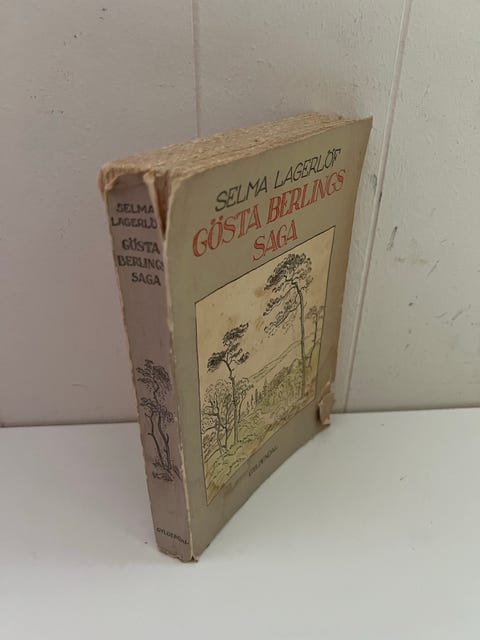 SELMA LAGERLÖF
GÖSTA BERLINGS
SAGA
GYLDENDAL
SELMA
LAGERLÖF
GÖSTA
BERLINGS
SAGA
GYLDENDAL